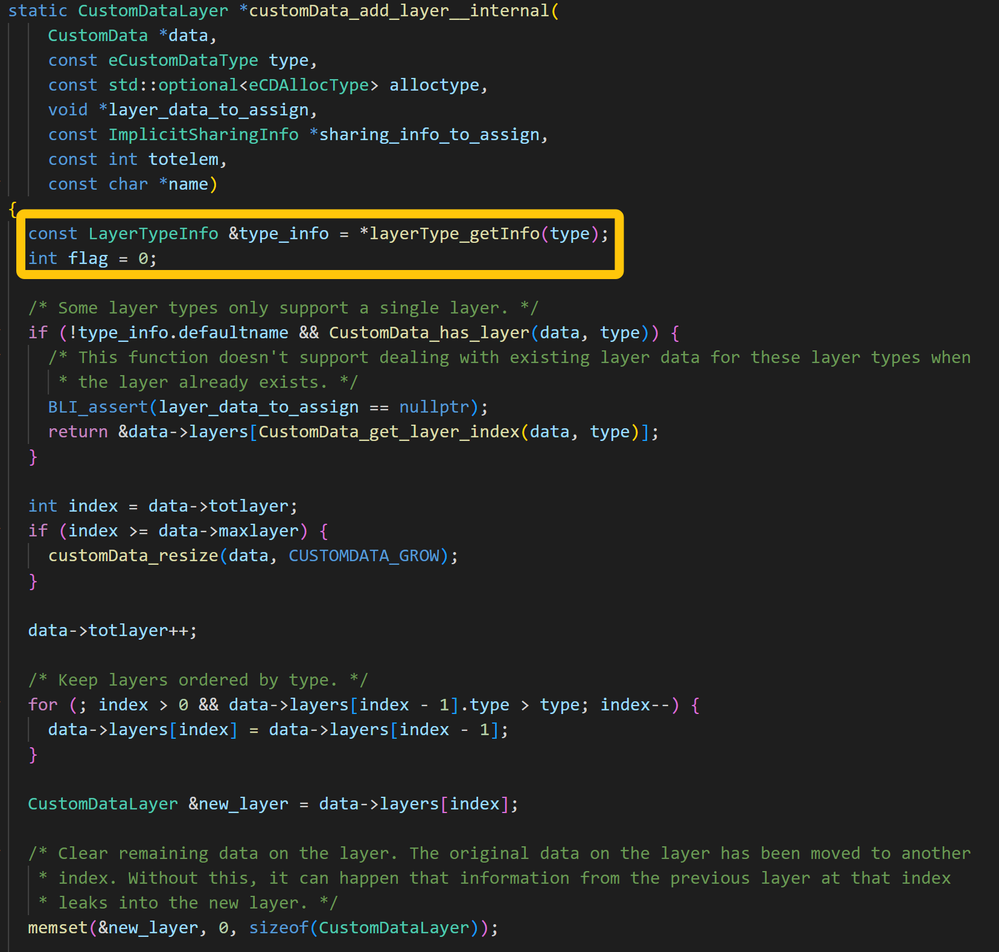 static CustomDataLayer *customData_add_layer__internal(
    CustomData *data,
    const eCustomDataType type,
    const std::optional<eCDAllocType> alloctype,
    void *layer_data_to_assign,
    const ImplicitSharingInfo *sharing_info_to_assign,
    const int totelem,
    const char *name)
{
  const LayerTypeInfo &type_info = *layerType_getInfo(type);
  int flag = 0;

  /* Some layer types only support a single layer. */
  if (!type_info.defaultname && CustomData_has_layer(data, type)) {
    /* This function doesn't support dealing with existing layer data for these layer types when
     * the layer already exists. */
    BLI_assert(layer_data_to_assign == nullptr);
    return &data->layers[CustomData_get_layer_index(data, type)];
  }

  int index = data->totlayer;
  if (index >= data->maxlayer) {
    customData_resize(data, CUSTOMDATA_GROW);
  }

  data->totlayer++;

  /* Keep layers ordered by type. */
  for (; index > 0 && data->layers[index - 1].type > type; index--) {
    data->layers[index] = data->layers[index - 1];
  }

  CustomDataLayer &new_layer = data->layers[index];

  /* Clear remaining data on the layer. The original data on the layer has been moved to another
   * index. Without this, it can happen that information from the previous layer at that index
   * leaks into the new layer. */
  memset(&new_layer, 0, sizeof(CustomDataLayer));